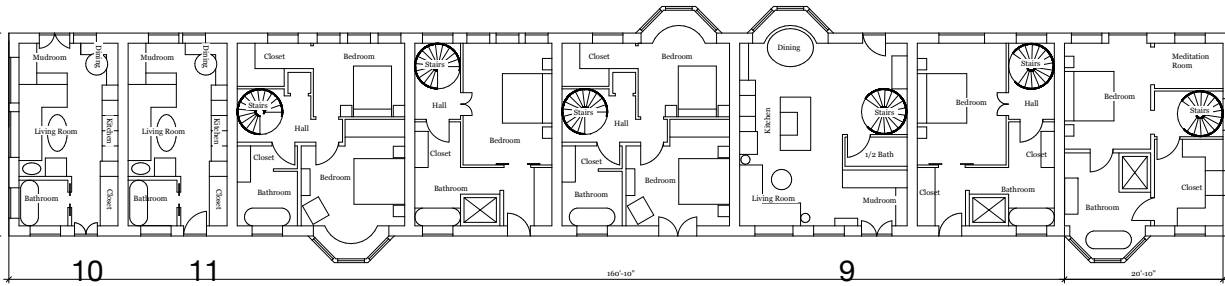 Mudroom
Dining
Living Room
Kitchen
Bathroom
Closet
Mudroom
Dining
Living Room
Kitchen
Bathroom
Closet
Closet
Bedroom
Stairs
Hall
Closet
Bathroom
Bedroom
Stairs
Hall
Bedroom
Closet
Bathroom
Closet
Bedroom
Stairs
Hall
Closet
Bathroom
Bedroom
Dining
Kitchen
Stairs
1/2 Bath
Living Room
Mudroom
Bedroom
Stairs
Hall
Closet
Closet
Bathroom
Meditation
Room
Bedroom
Stairs
Closet
Bathroom
10
11
9
160'-10"
20'-10"